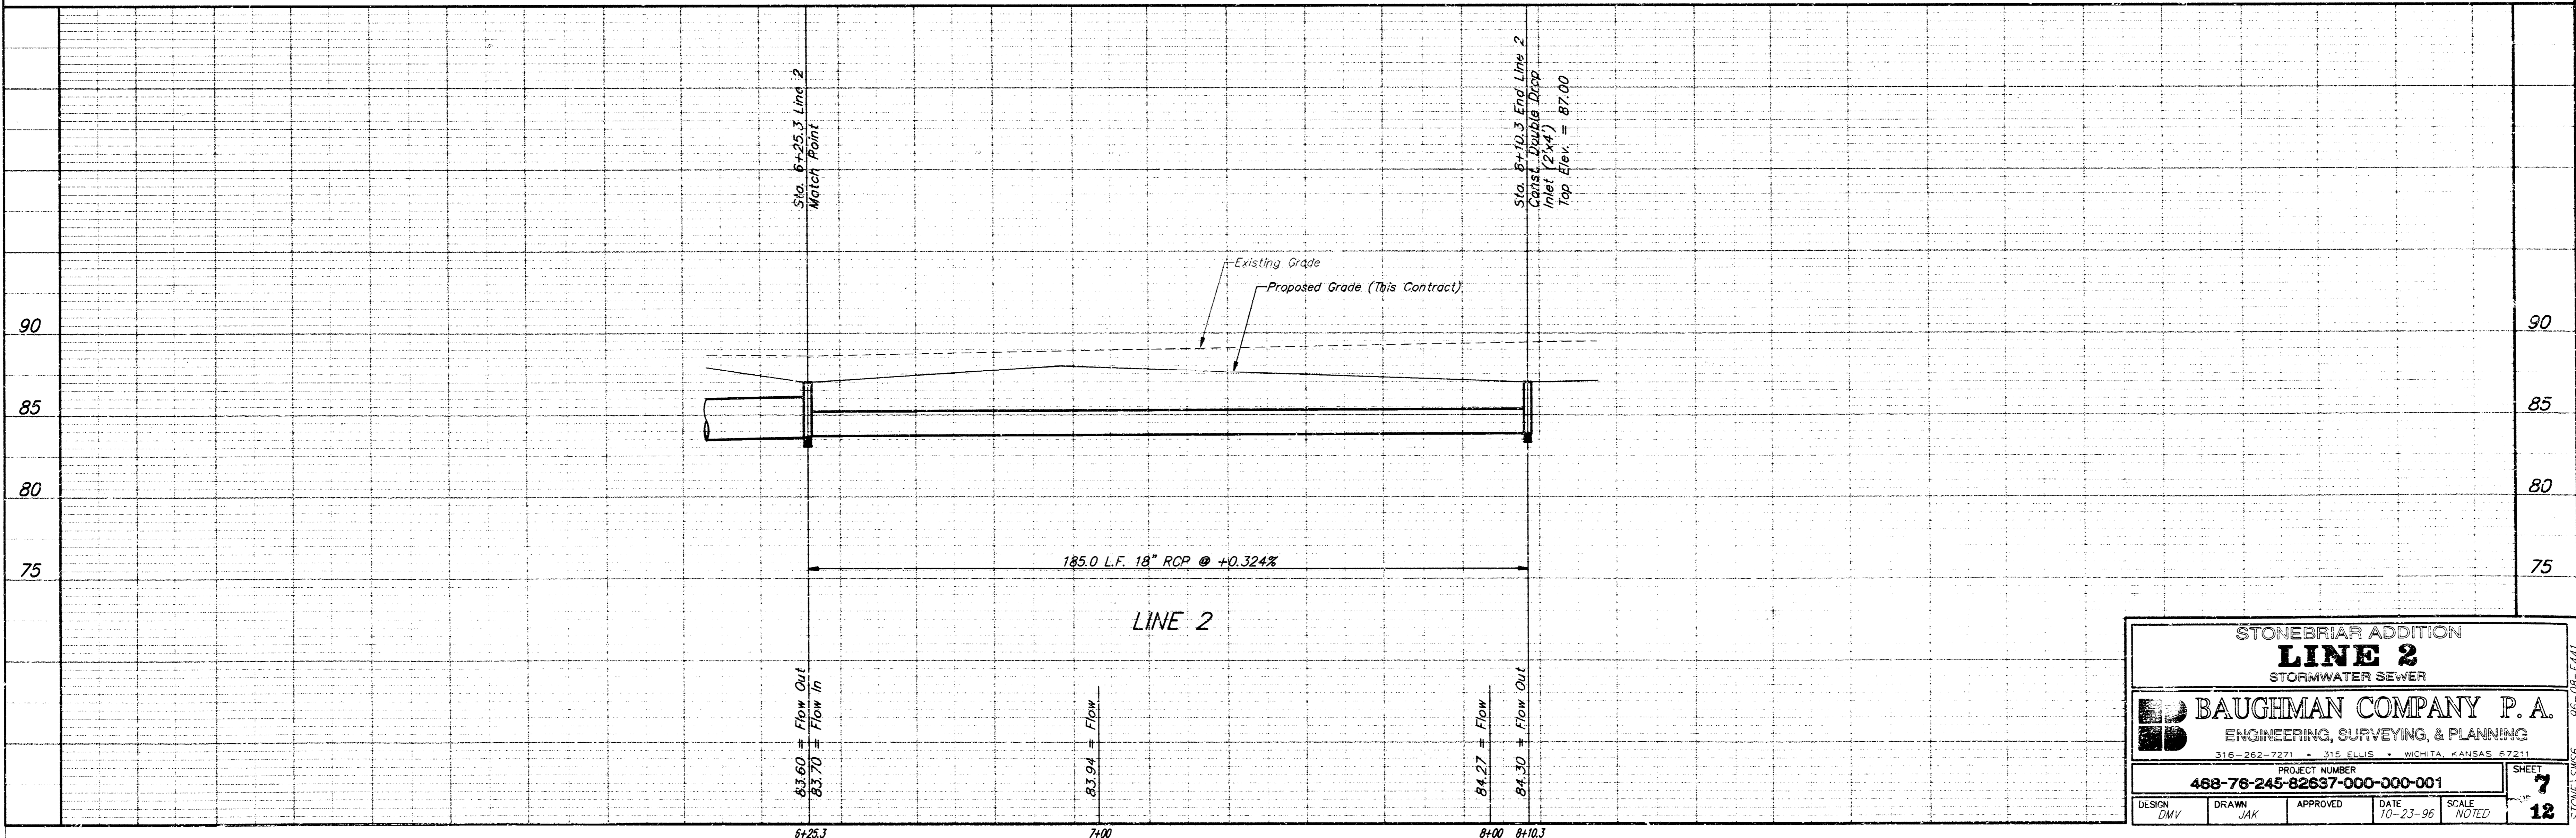 Sta. 6+25.3 Line 2
Match Point
Sta. 8+10.3 End Line 2
Const. Double Drop
Inlet (2'x4')
Top Elev. = 87.00
Existing Grade
Proposed Grade (This Contract)
90
90
85
85
80
80
75
75
185.0 L.F. 18" RCP @ +0.324%
LINE 2
83.60 = Flow Out
83.70 = Flow In
83.94 = Flow
84.27 = Flow
84.30 = Flow Out
6+25.3
7+00
8+00
8+10.3
STONEBRIAR ADDITION
LINE 2
STORMWATER SEWER
BAUGHMAN COMPANY P. A.
ENGINEERING, SURVEYING, & PLANNING
316-262-7271 • 315 ELLIS • WICHITA, KANSAS 67211
PROJECT NUMBER
468-76-245-82637-000-000-001
SHEET
7
12
DESIGN
DMV
DRAWN
JAK
APPROVED
DATE
10-23-96
SCALE
NOTED